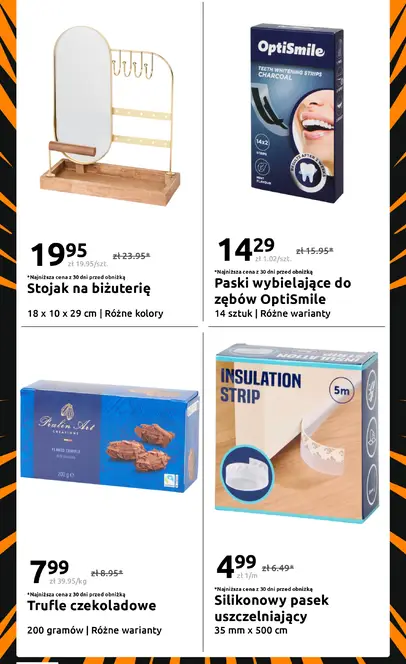 19 95
zł 23.95*
zł 19.95/szt.
*Najniższa cena z 30 dni przed obniżką
Stojak na biżuterię
18 x 10 x 29 cm | Różne kolory
OptiSmile
TEETH WHITENING STRIPS
CHARCOAL
14x2
14 29
zł 15.95*
zł 1.02/szt.
*Najniższa cena z 30 dni przed obniżką
Paski wybielające do
zębów OptiSmile
14 sztuk | Różne warianty
Pralin Art
CREATIONS
7 99
zł 8.95*
zł 39.95/kg
*Najniższa cena z 30 dni przed obniżką
Trufle czekoladowe
200 gramów | Różne warianty
INSULATION STRIP
INSULATION
STRIP
5m
4 99
zł 6.49*
zł 1/m
*Najniższa cena z 30 dni przed obniżką
Silikonowy pasek
uszczelniający
35 mm x 500 cm